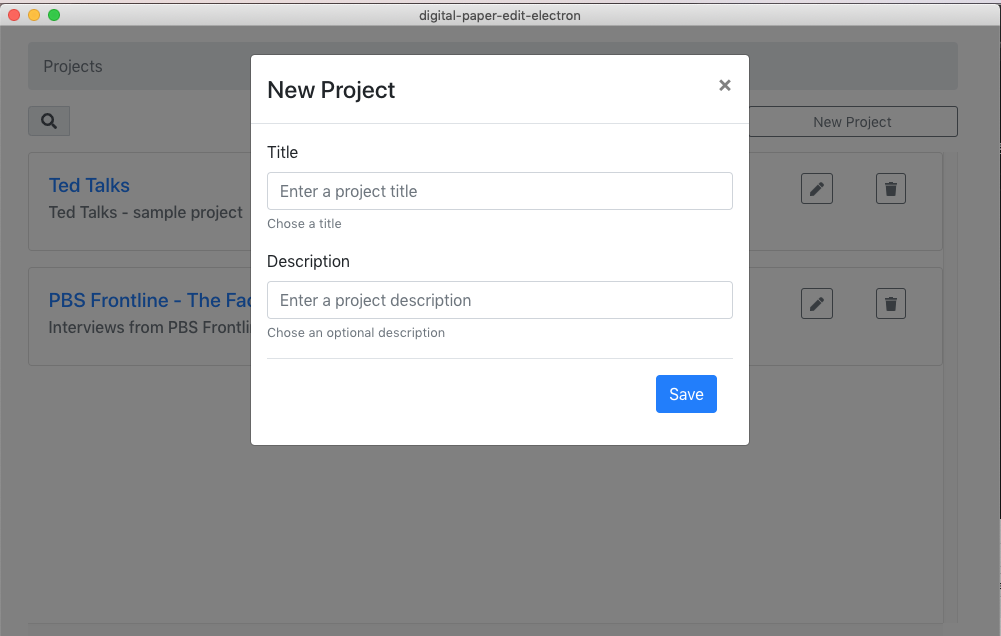 digital-paper-edit-electron
Projects
New Project
Ted Talks
Ted Talks - sample project
PBS Frontline - The Fac
Interviews from PBS Frontli
New Project
×
Title
Enter a project title
Chose a title
Description
Enter a project description
Chose an optional description
Save